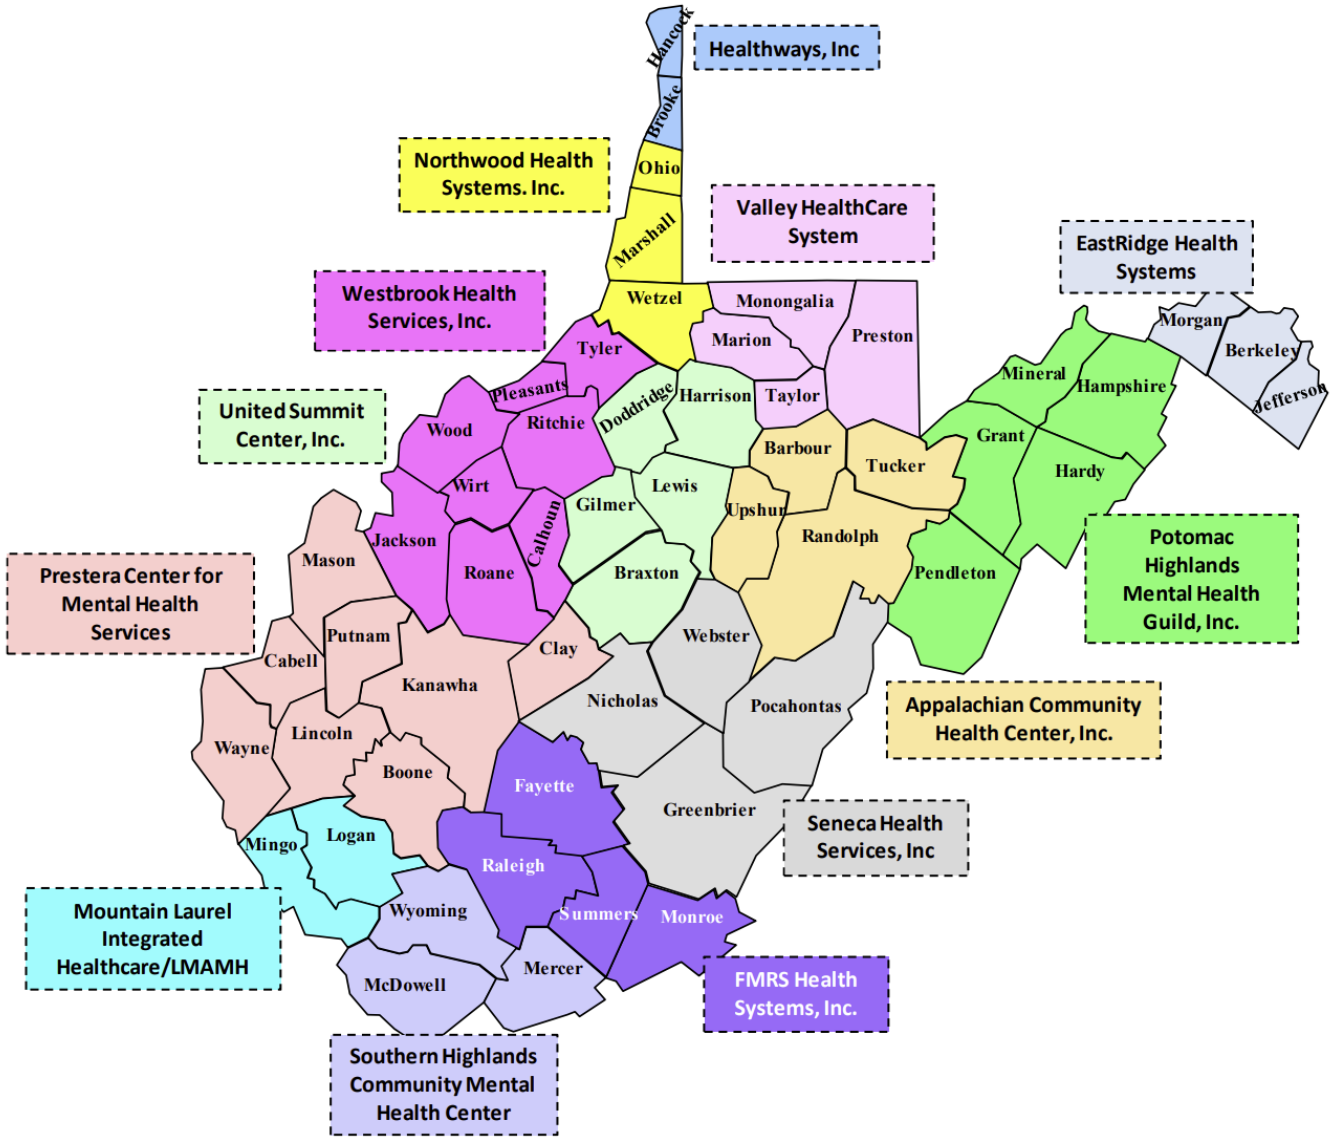 Hancock
Healthways, Inc
Brooke
Northwood Health
Systems. Inc.
Ohio
Marshall
Valley HealthCare
System
EastRidge Health
Systems
Westbrook Health
Services, Inc.
Wetzel
Monongalia
Marion
Preston
Morgan
Berkeley
Jefferson
Tyler
Pleasants
Doddridge
Harrison
Taylor
Mineral
Hampshire
United Summit
Center, Inc.
Wood
Ritchie
Barbour
Tucker
Grant
Hardy
Wirt
Gilmer
Lewis
Upshur
Randolph
Jackson
Calhoun
Roane
Braxton
Pendleton
Potomac
Highlands
Mental Health
Guild, Inc.
Mason
Prestera Center for
Mental Health
Services
Putnam
Cabell
Clay
Webster
Kanawha
Nicholas
Pocahontas
Appalachian Community
Health Center, Inc.
Wayne
Lincoln
Boone
Fayette
Greenbrier
Seneca Health
Services, Inc
Mingo
Logan
Raleigh
Summers
Monroe
Mountain Laurel
Integrated
Healthcare/LMAMH
Wyoming
McDowell
Mercer
FMRS Health
Systems, Inc.
Southern Highlands
Community Mental
Health Center